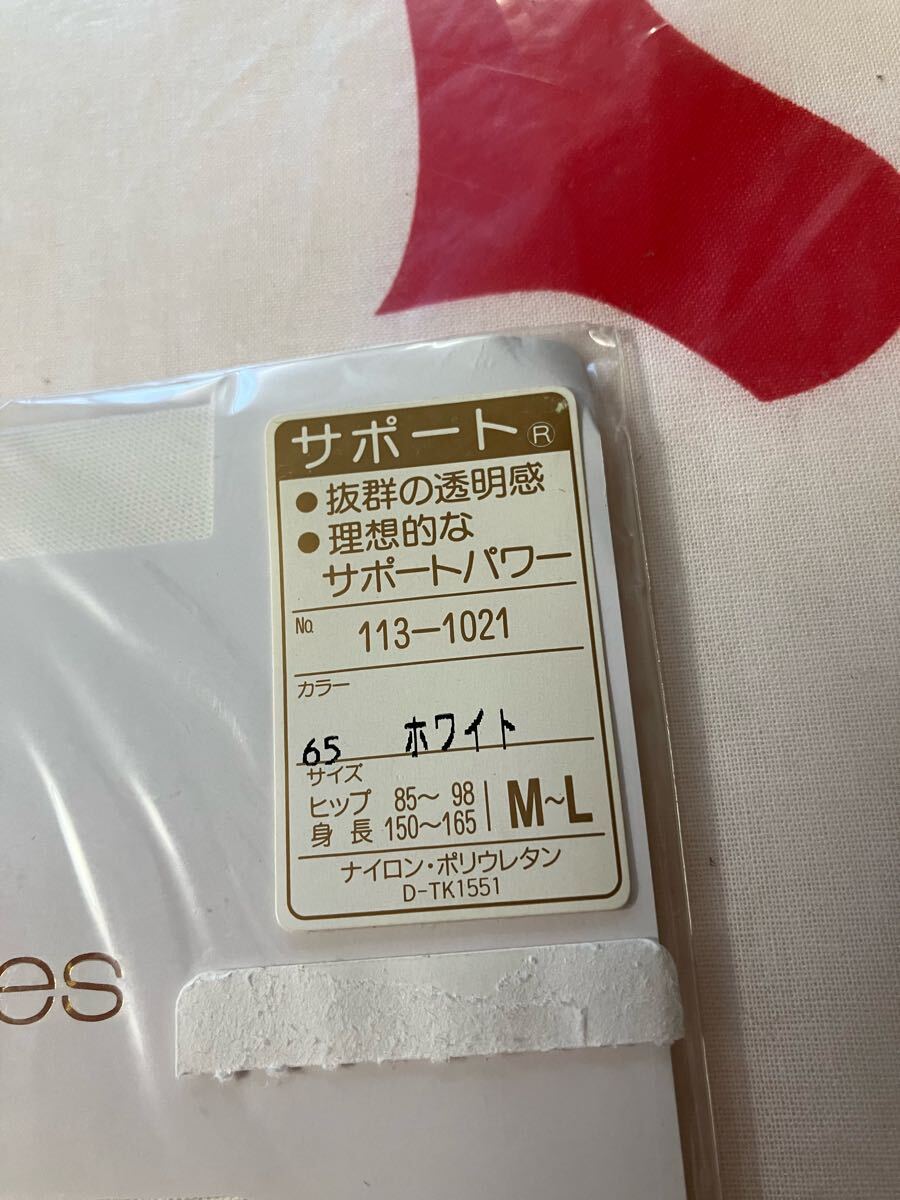 サポート®
●抜群の透明感
●理想的な
サポートパワー
№ 113-1021
カラー
65 ホワイト
サイズ
ヒップ 85〜98
身長 150〜165
M〜L
ナイロン・ポリウレタン
D-TK1551
es